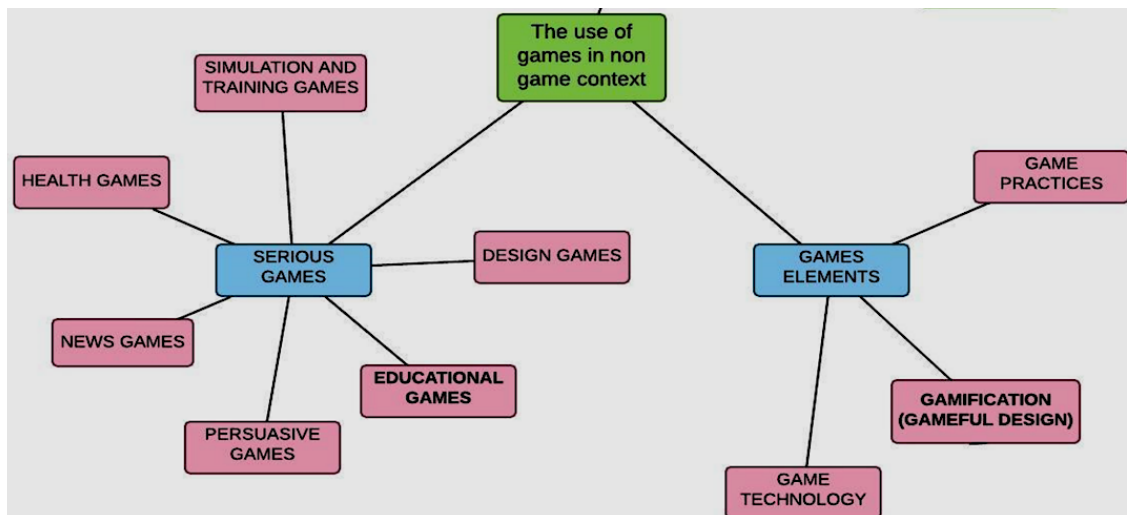 The use of
games in non
game context
SIMULATION AND
TRAINING GAMES
HEALTH GAMES
GAME
PRACTICES
SERIOUS
GAMES
DESIGN GAMES
GAMES
ELEMENTS
NEWS GAMES
EDUCATIONAL
GAMES
GAMIFICATION
(GAMEFUL DESIGN)
PERSUASIVE
GAMES
GAME
TECHNOLOGY